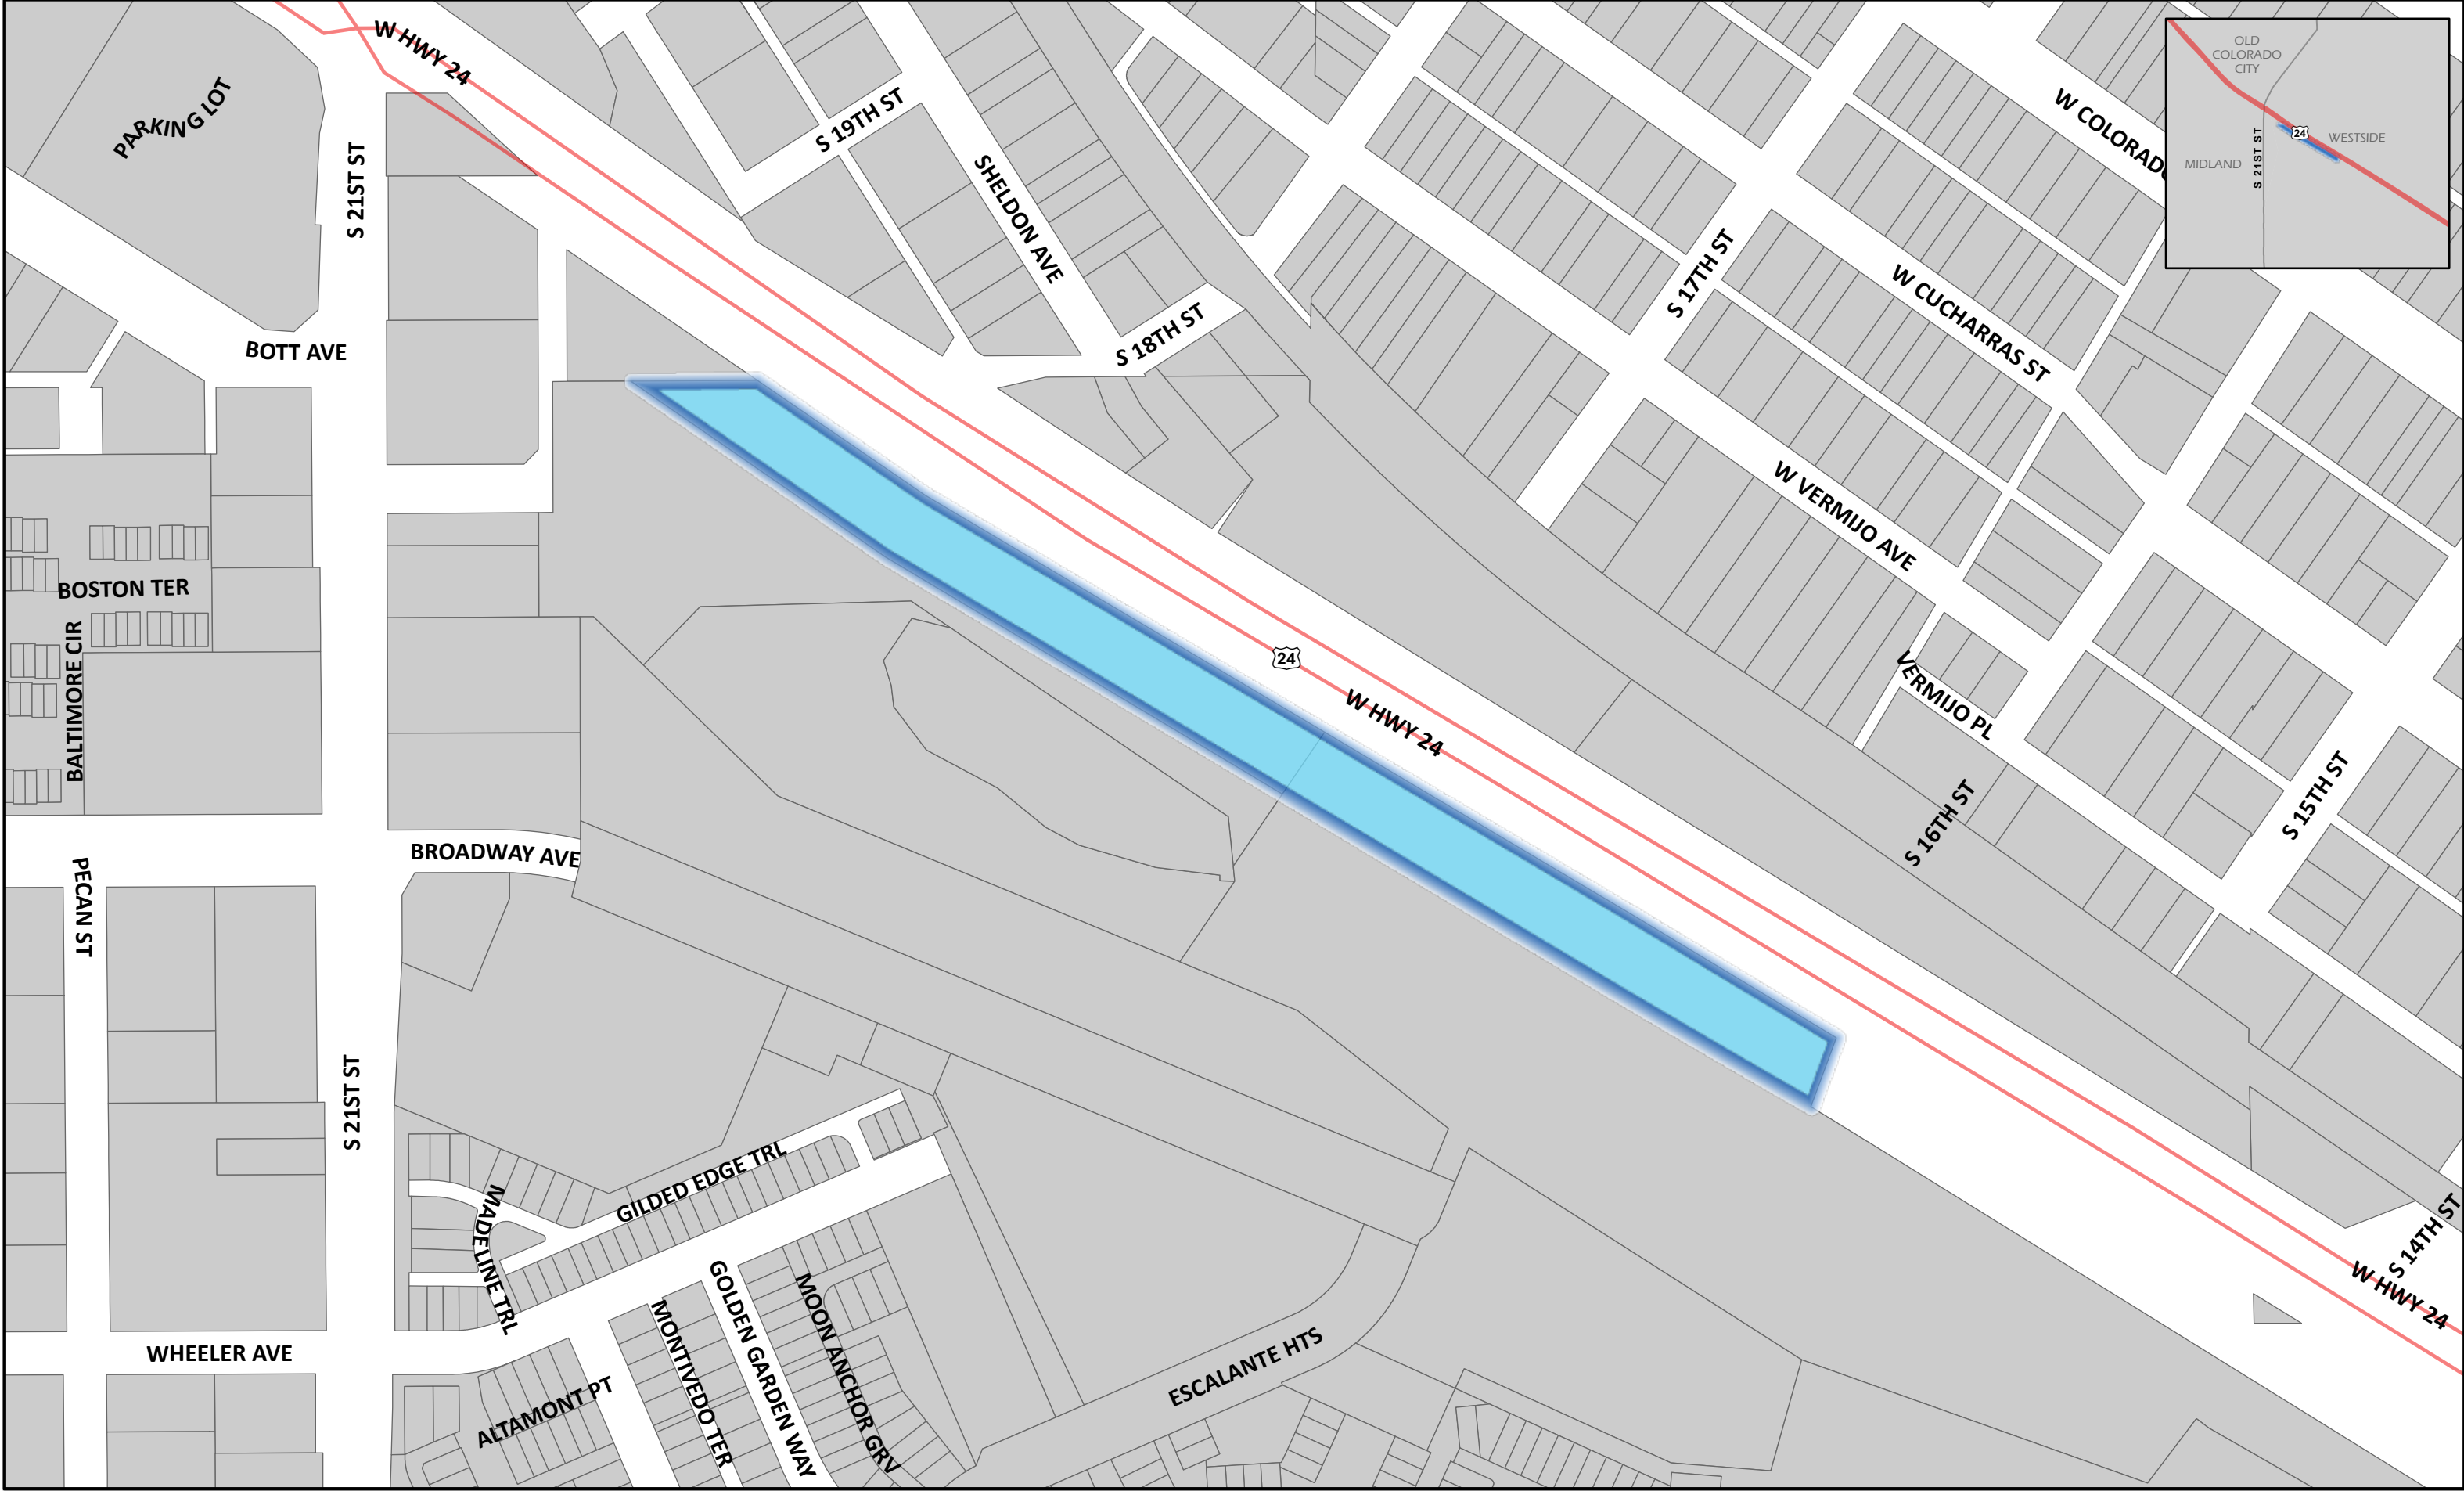 W HWY 24
PARKING LOT
S 19TH ST
S 21ST ST
SHELDON AVE
S 18TH ST
BOTT AVE
S 17TH ST
W COLORADO
W CUCHARRAS ST
OLD
COLORADO
CITY
24
WESTSIDE
MIDLAND
S 21ST ST
W VERMIJO AVE
BOSTON TER
BALTIMORE CIR
24
W HWY 24
VERMIJO PL
S 16TH ST
S 15TH ST
BROADWAY AVE
PECAN ST
S 21ST ST
GILDED EDGE TRL
MADELINE TRL
S 14TH ST
W HWY 24
WHEELER AVE
ALTAMONT PT
MONTIVEDO TER
GOLDEN GARDEN WAY
MOON ANCHOR GRV
ESCALANTE HTS